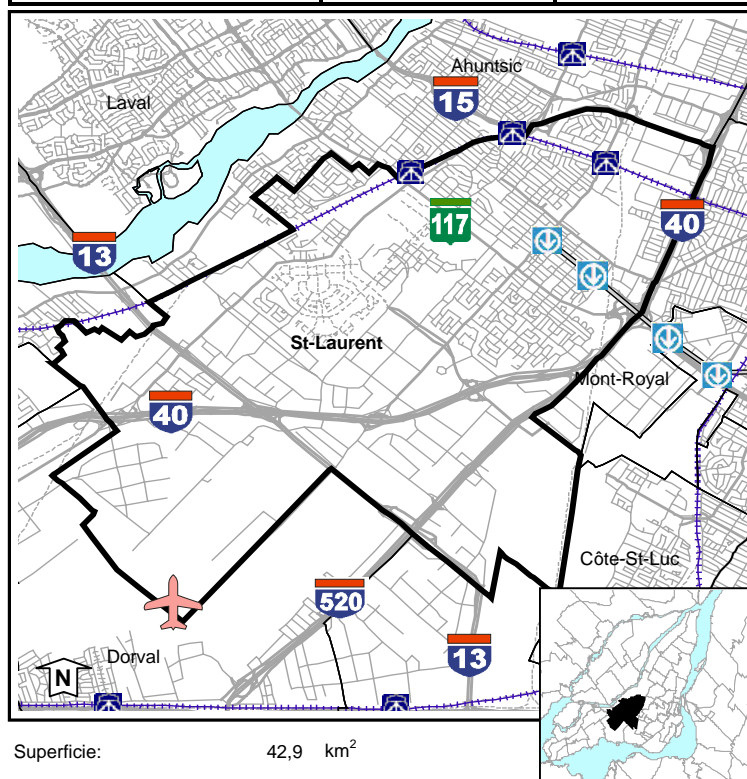 Ahuntsic
Laval
15
117
40
13
St-Laurent
Mont-Royal
40
Côte-St-Luc
520
13
Dorval
N
Superficie: 42,9 km²